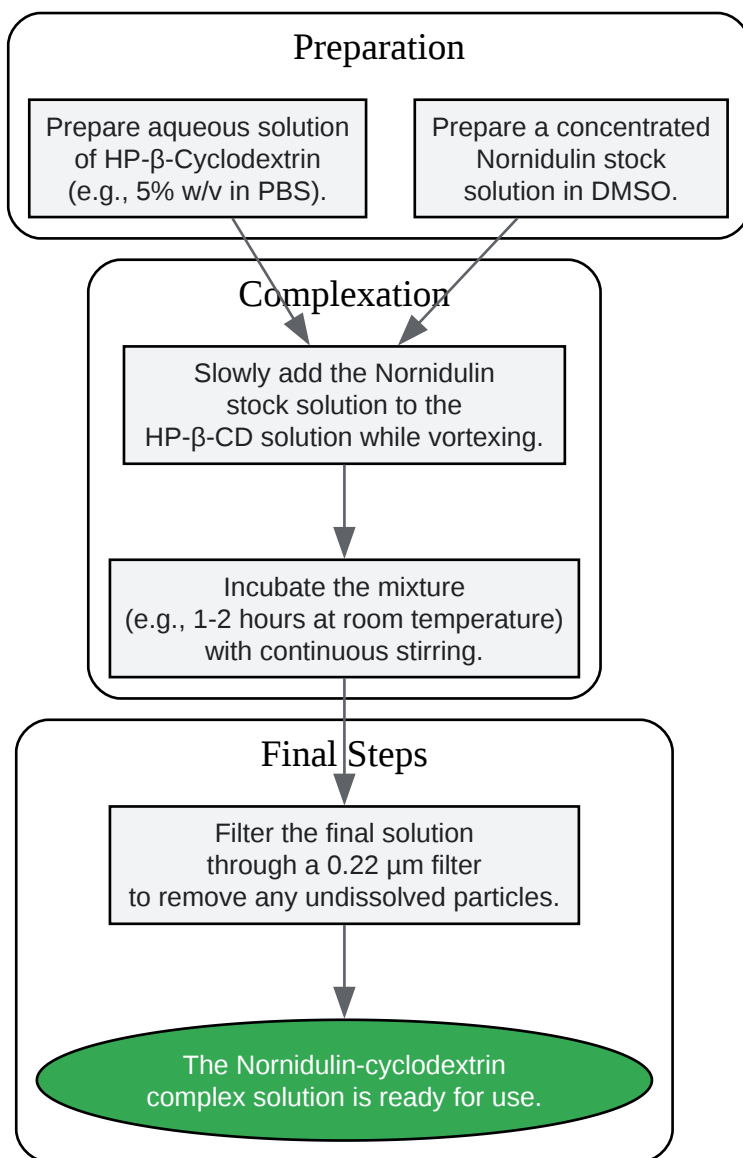 Preparation
Prepare aqueous solution
of HP-β-Cyclodextrin
(e.g., 5% w/v in PBS).
Prepare a concentrated
Nornidulin stock
solution in DMSO.
Complexation
Slowly add the Nornidulin
stock solution to the
HP-β-CD solution while vortexing.
Incubate the mixture
(e.g., 1-2 hours at room temperature)
with continuous stirring.
Final Steps
Filter the final solution
through a 0.22 µm filter
to remove any undissolved particles.
The Nornidulin-cyclodextrin
complex solution is ready for use.